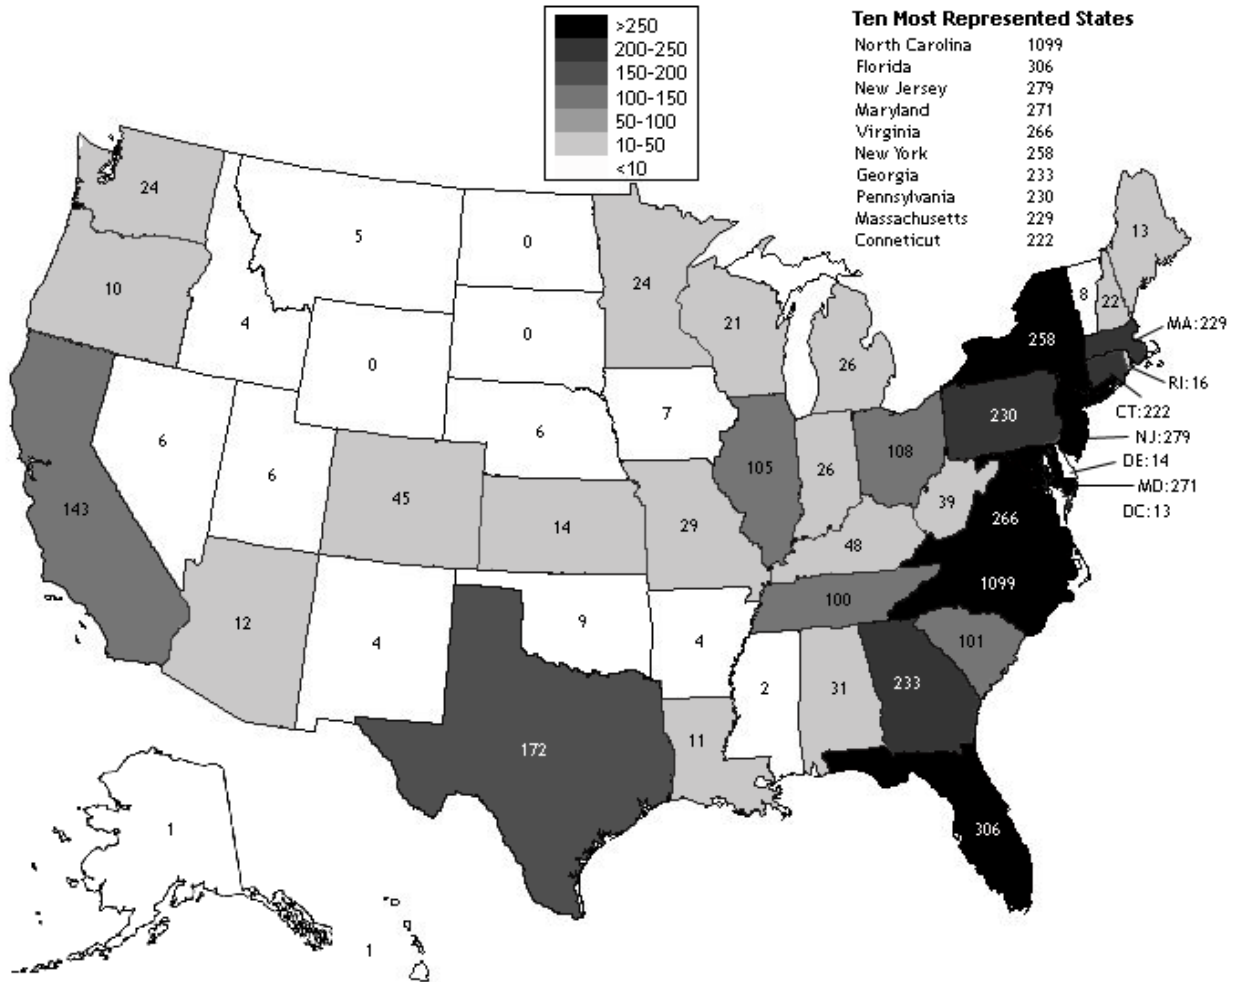 >250
200-250
150-200
100-150
50-100
10-50
<10
Ten Most Represented States
North Carolina 1099
Florida 306
New Jersey 279
Maryland 271
Virginia 266
New York 258
Georgia 233
Pennsylvania 230
Massachusetts 229
Conneticut 222
24
5
0
13
10
24
8
22
4
0
21
MA:229
258
0
26
RI:16
CT:222
7
230
6
6
NJ:279
6
108
DE:14
105
26
45
MD:271
39
143
14
29
266
DC:13
48
1099
100
12
9
4
4
101
2
31
233
11
172
1
306
1